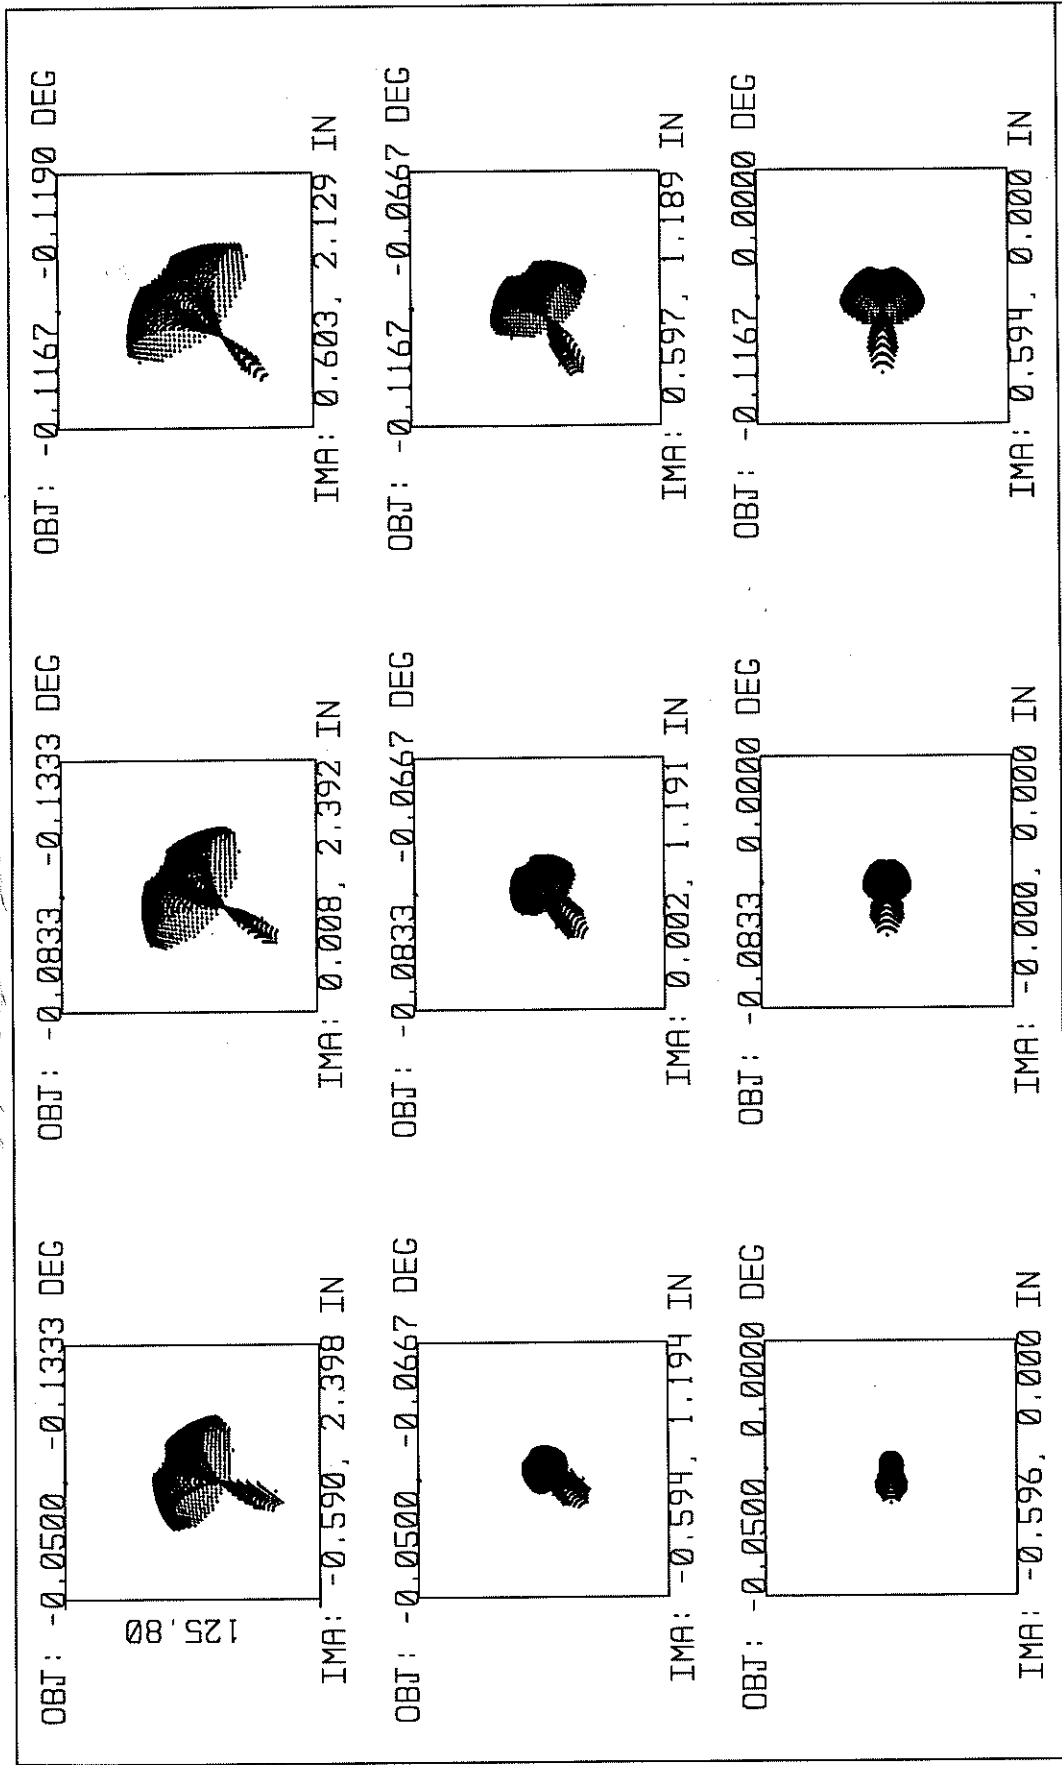 OBJ: -0.0500 -0.1333 DEG
OBJ: -0.0833 -0.1333 DEG
OBJ: -0.1167 -0.1190 DEG
125.80
IMA: -0.590, 2.398 IN
IMA: 0.008, 2.392 IN
IMA: 0.603, 2.129 IN
OBJ: -0.0500 -0.0667 DEG
OBJ: -0.0833 -0.0667 DEG
OBJ: -0.1167 -0.0667 DEG
IMA: -0.594, 1.194 IN
IMA: 0.002, 1.191 IN
IMA: 0.597, 1.189 IN
OBJ: -0.0500 0.0000 DEG
OBJ: -0.0833 0.0000 DEG
OBJ: -0.1167 0.0000 DEG
IMA: -0.596, 0.000 IN
IMA: -0.000, 0.000 IN
IMA: 0.594, 0.000 IN